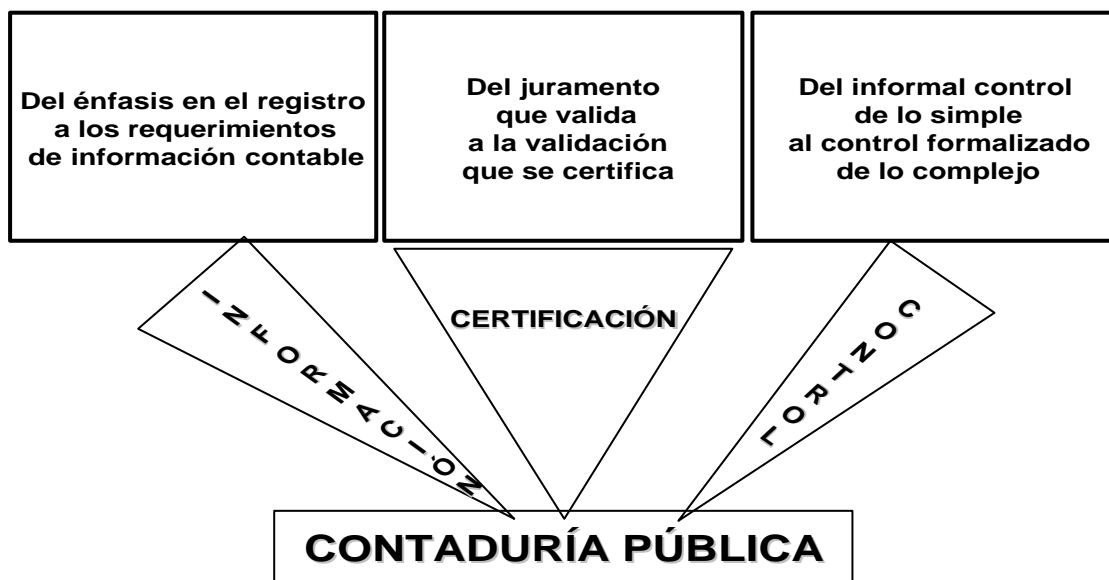 Del énfasis en el registro
a los requerimientos
de información contable
Del juramento
que valida
a la validación
que se certifica
Del informal control
de lo simple
al control formalizado
de lo complejo
INFORMACIÓN
CERTIFICACIÓN
CONTROL
CONTADURÍA PÚBLICA